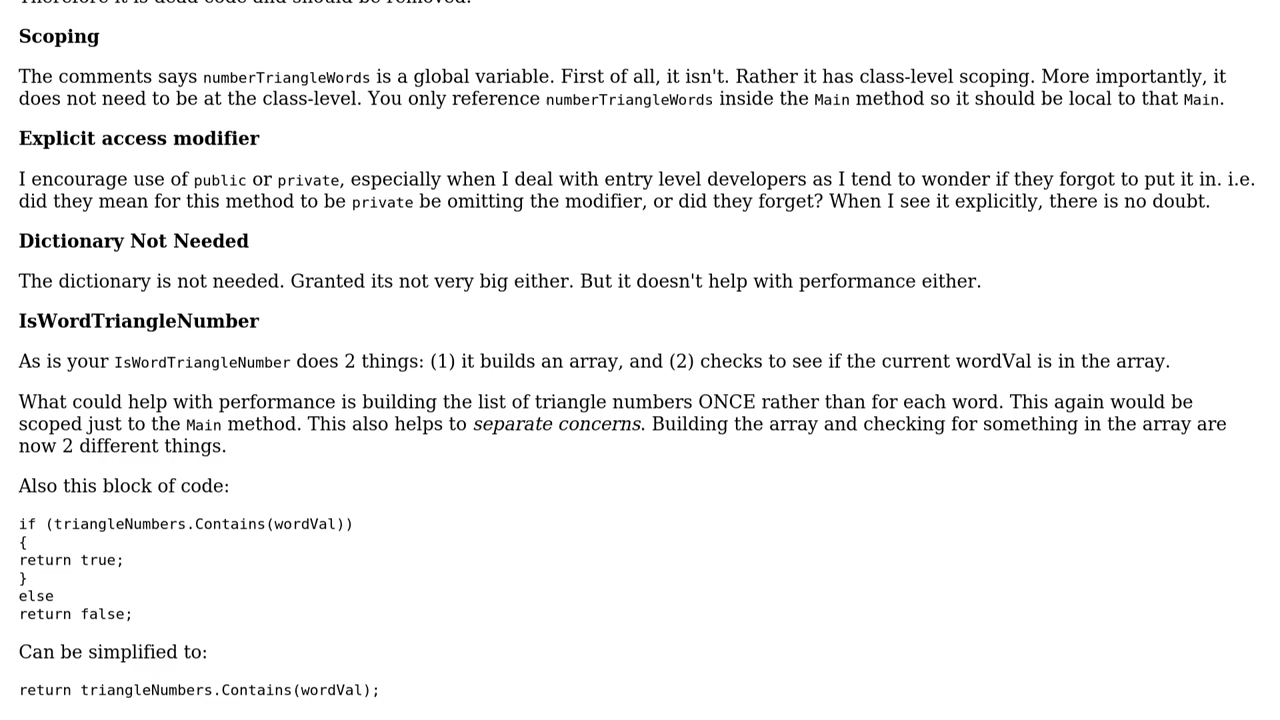 Therefore it is dead code and should be removed.
Scoping
The comments says numberTriangleWords is a global variable. First of all, it isn't. Rather it has class-level scoping. More importantly, it
does not need to be at the class-level. You only reference numberTriangleWords inside the Main method so it should be local to that Main.
Explicit access modifier
I encourage use of public or private, especially when I deal with entry level developers as I tend to wonder if they forgot to put it in. i.e.
did they mean for this method to be private be omitting the modifier, or did they forget? When I see it explicitly, there is no doubt.
Dictionary Not Needed
The dictionary is not needed. Granted its not very big either. But it doesn't help with performance either.
IsWordTriangleNumber
As is your IsWordTriangleNumber does 2 things: (1) it builds an array, and (2) checks to see if the current wordVal is in the array.
What could help with performance is building the list of triangle numbers ONCE rather than for each word. This again would be
scoped just to the Main method. This also helps to separate concerns. Building the array and checking for something in the array are
now 2 different things.
Also this block of code:
if (triangleNumbers.Contains(wordVal))
{
return true;
}
else
return false;
Can be simplified to:
return triangleNumbers.Contains(wordVal);